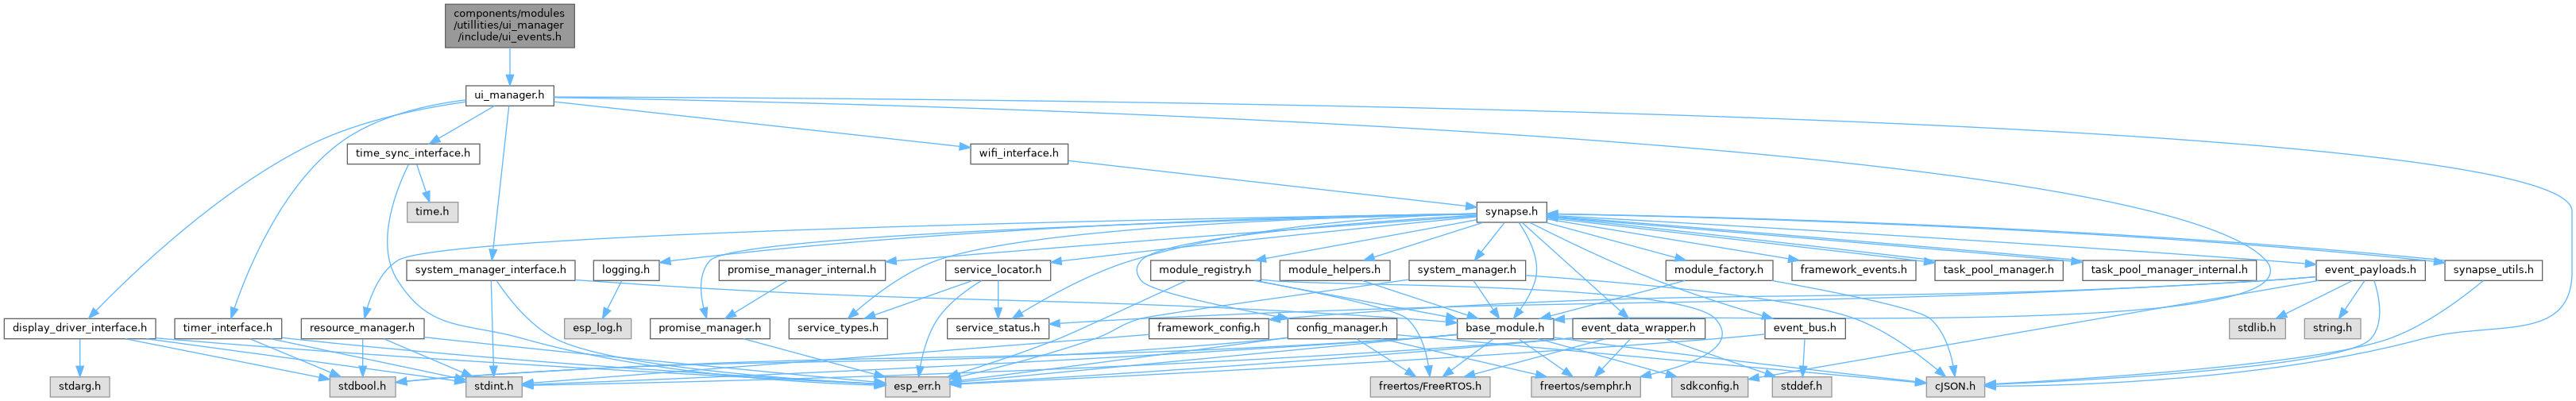 components/modules
/utillities/ui_manager
/include/ui_events.h
ui_manager.h
time_sync_interface.h
wifi_interface.h
time.h
synapse.h
system_manager_interface.h
logging.h
promise_manager_internal.h
service_locator.h
module_registry.h
module_helpers.h
system_manager.h
module_factory.h
framework_events.h
task_pool_manager.h
task_pool_manager_internal.h
event_payloads.h
synapse_utils.h
display_driver_interface.h
timer_interface.h
resource_manager.h
esp_log.h
promise_manager.h
service_types.h
service_status.h
framework_config.h
config_manager.h
base_module.h
event_data_wrapper.h
event_bus.h
stdlib.h
string.h
stdarg.h
stdbool.h
stdint.h
esp_err.h
freertos/FreeRTOS.h
freertos/semphr.h
sdkconfig.h
stddef.h
cJSON.h